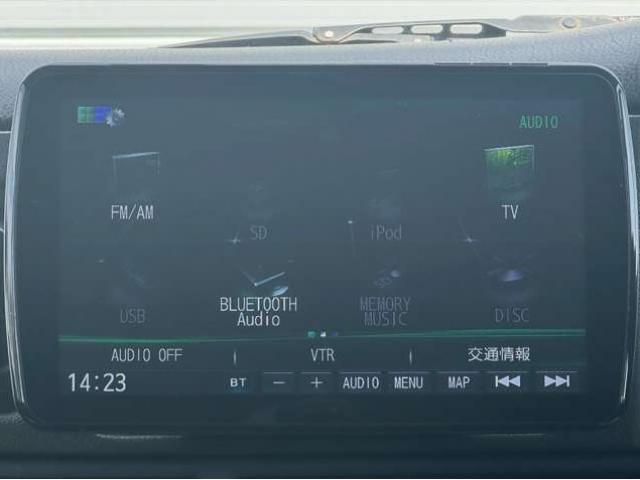 AUDIO
FM/AM
SD
iPod
TV
USB
BLUETOOTH
Audio
MEMORY
MUSIC
DISC
AUDIO OFF
VTR
交通情報
14:23
BT
AUDIO
MENU
MAP